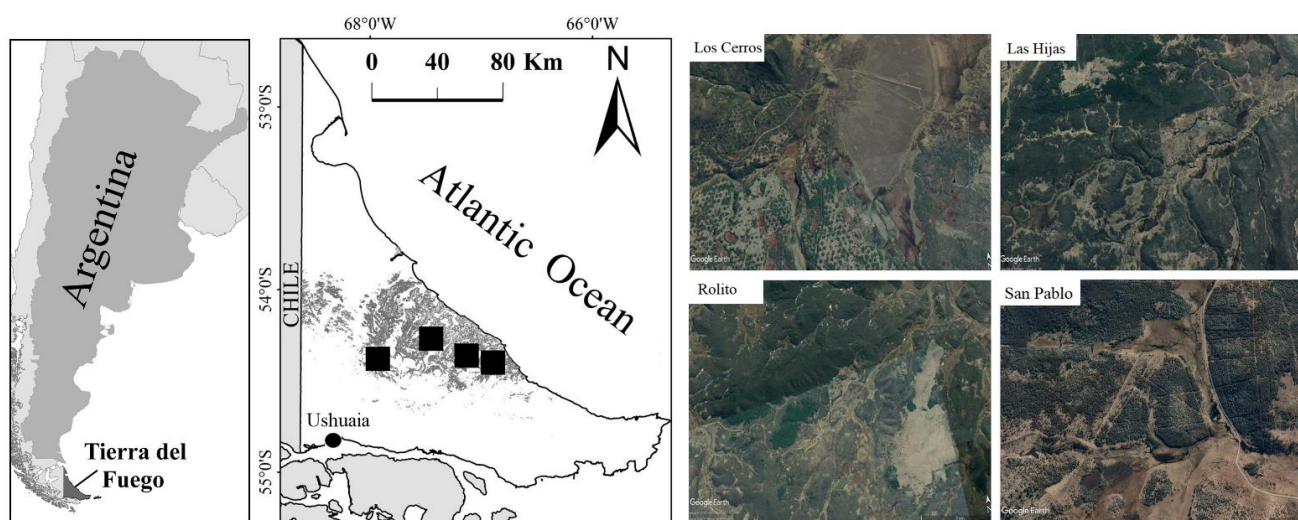 Argentina
Tierra del
Fuego
68°0'W
66°0'W
0 40 80 Km
N
53°0'S
54°0'S
55°0'S
CHILE
Atlantic Ocean
Ushuaia
Los Cerros
Google Earth
Las Hijas
Google Earth
Rolito
Google Earth
San Pablo
Google Earth